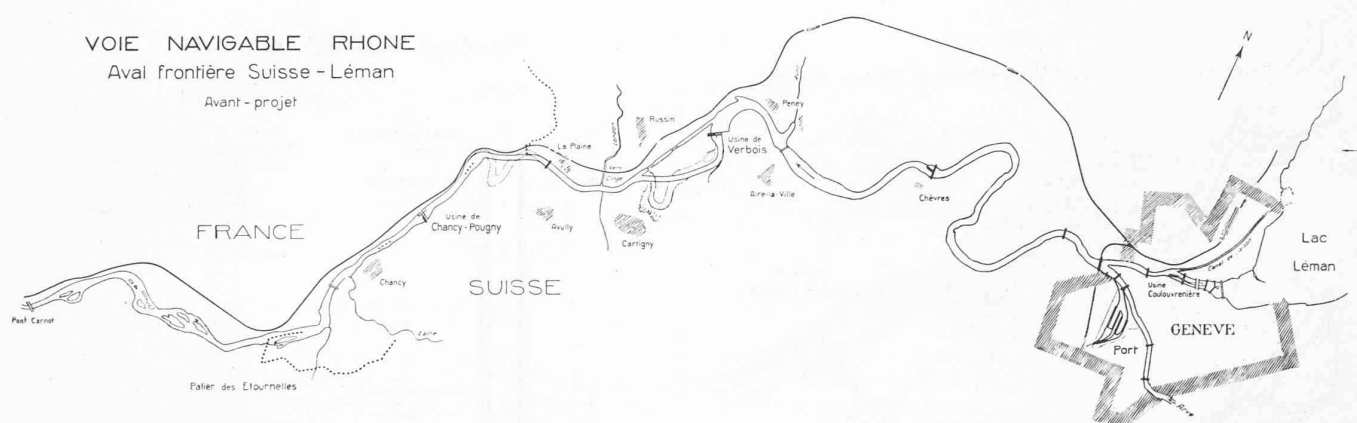 VOIE NAVIGABLE RHONE
Aval frontière Suisse - Léman
Avant-projet
N
Peney
Russin
La Plaine
Usine de
Verbois
Aire-la-Ville
Chèvres
Usine de
Chancy-Pougny
Avully
Cartigny
FRANCE
SUISSE
Chancy
Laire
Pont Carnot
Palier des Etournelles
Lac
Léman
Usine
Coulouvrenière
GENEVE
Port
Arve